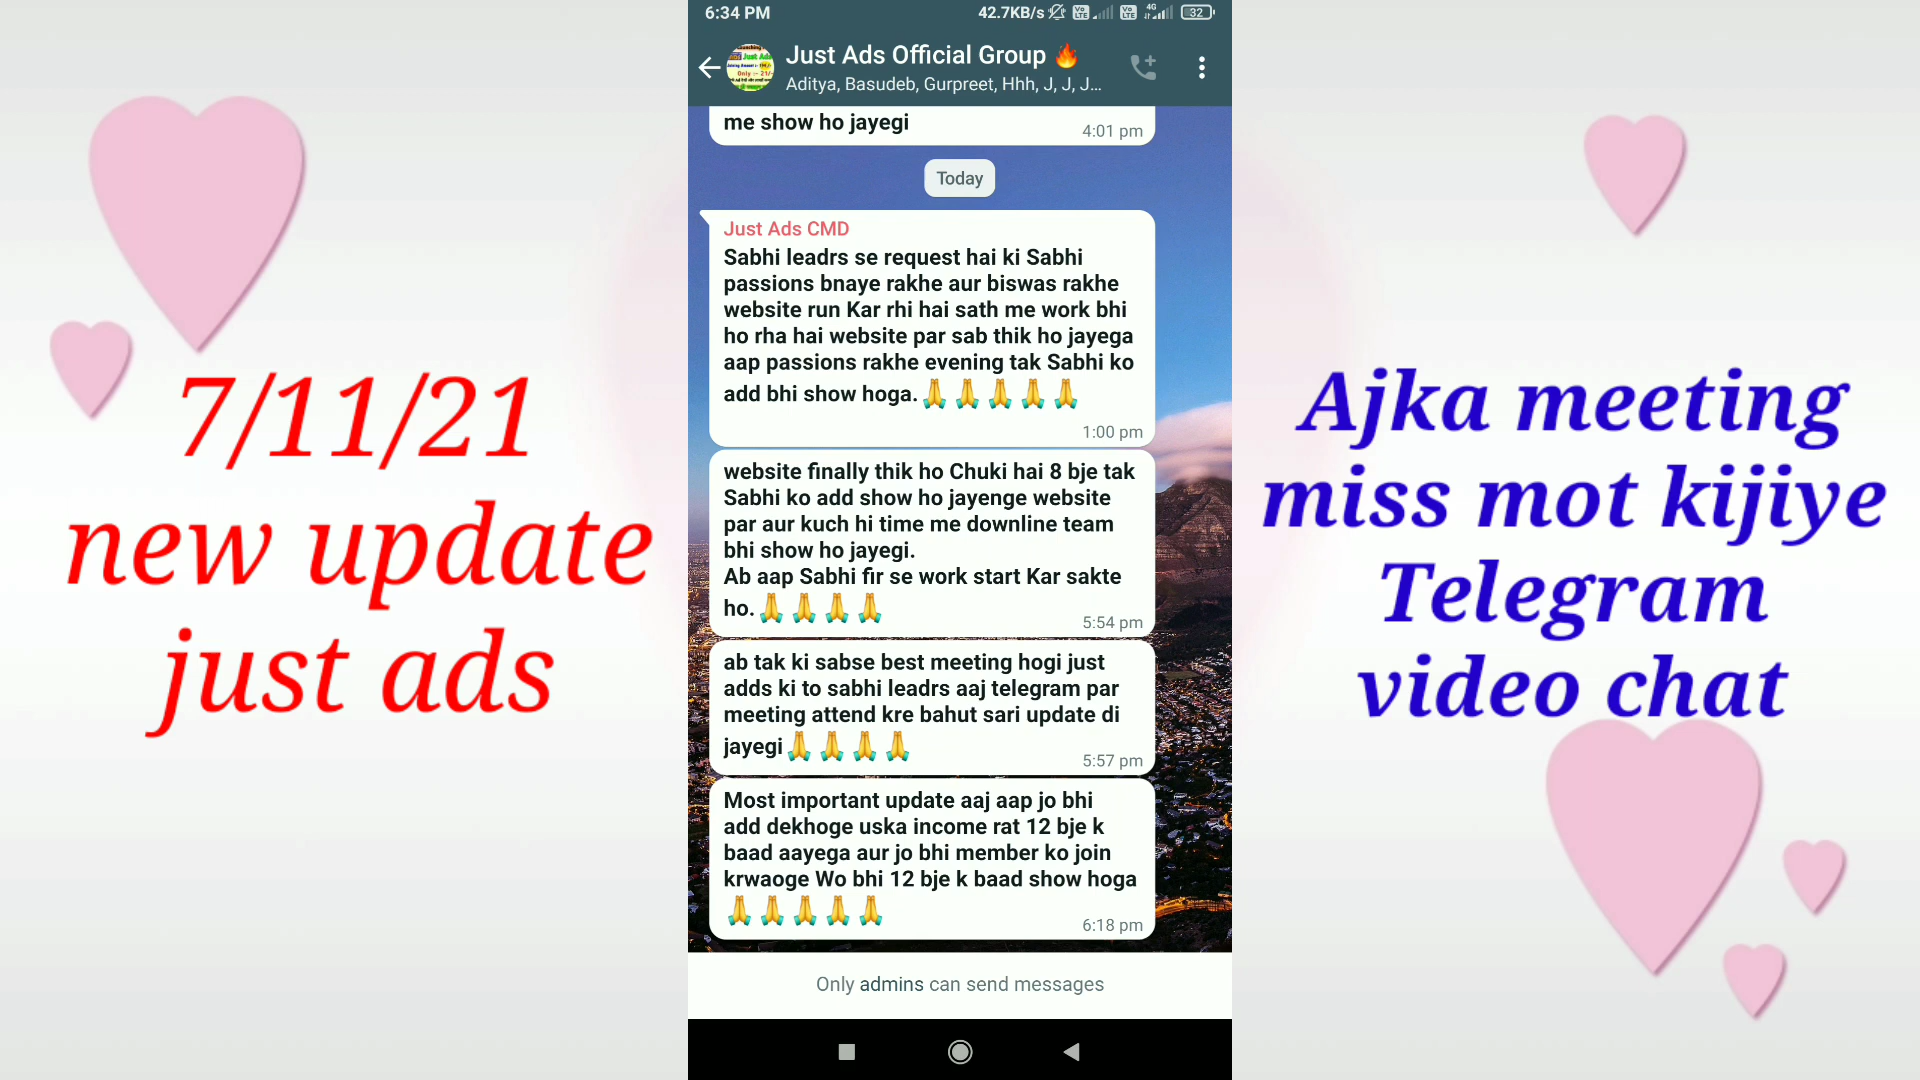 6:34 PM
42.7KB/s
Vo LTE
Vo LTE
4G
32
Just Ads Official Group 🔥
Aditya, Basudeb, Gurpreet, Hhh, J, J, J...
me show ho jayegi
4:01 pm
Today
Just Ads CMD
Sabhi leadrs se request hai ki Sabhi
passions bnaye rakhe aur biswas rakhe
website run Kar rhi hai sath me work bhi
ho rha hai website par sab thik ho jayega
aap passions rakhe evening tak Sabhi ko
add bhi show hoga.🙏🙏🙏🙏🙏
1:00 pm
website finally thik ho Chuki hai 8 bje tak
Sabhi ko add show ho jayenge website
par aur kuch hi time me downline team
bhi show ho jayegi.
Ab aap Sabhi fir se work start Kar sakte
ho.🙏🙏🙏🙏
5:54 pm
ab tak ki sabse best meeting hogi just
adds ki to sabhi leadrs aaj telegram par
meeting attend kre bahut sari update di
jayegi🙏🙏🙏🙏
5:57 pm
Most important update aaj aap jo bhi
add dekhoge uska income rat 12 bje k
baad aayega aur jo bhi member ko join
krwaoge Wo bhi 12 bje k baad show hoga
🙏🙏🙏🙏🙏
6:18 pm
Only admins can send messages
7/11/21
new update
just ads
Ajka meeting
miss mot kijiye
Telegram
video chat